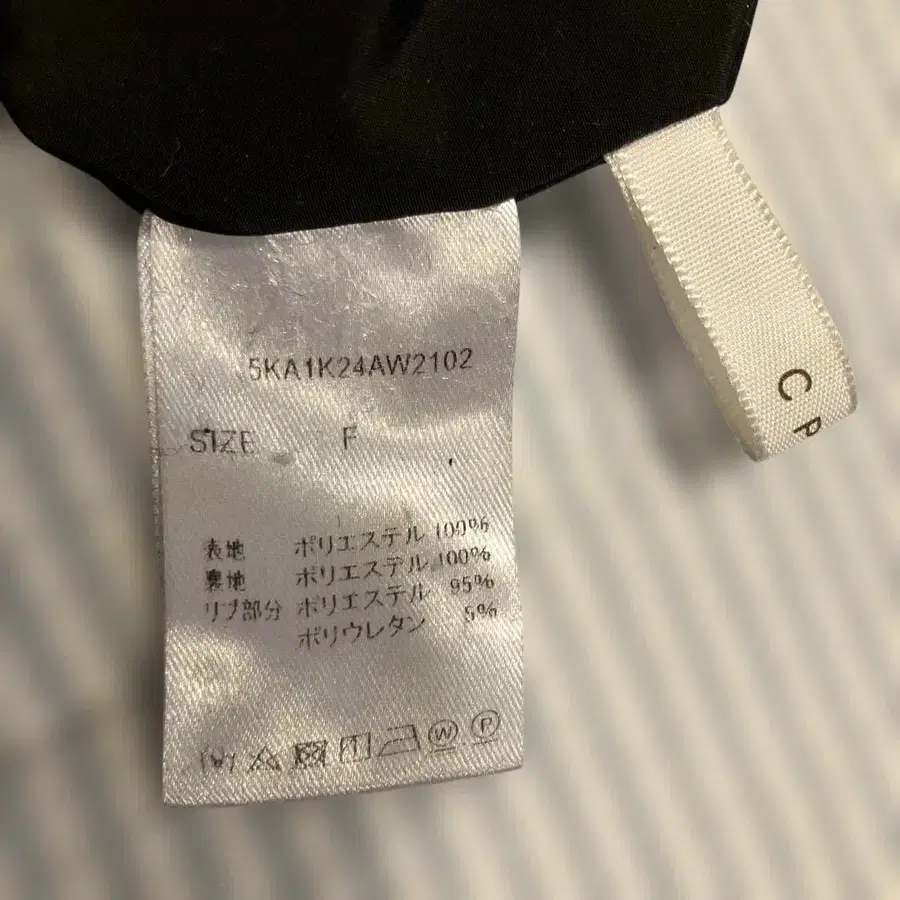 5KA1K24AW2102
SIZE F
表地 ポリエステル 100%
裏地 ポリエステル 100%
リブ部分 ポリエステル 95%
ポリウレタン 5%
W P
C P